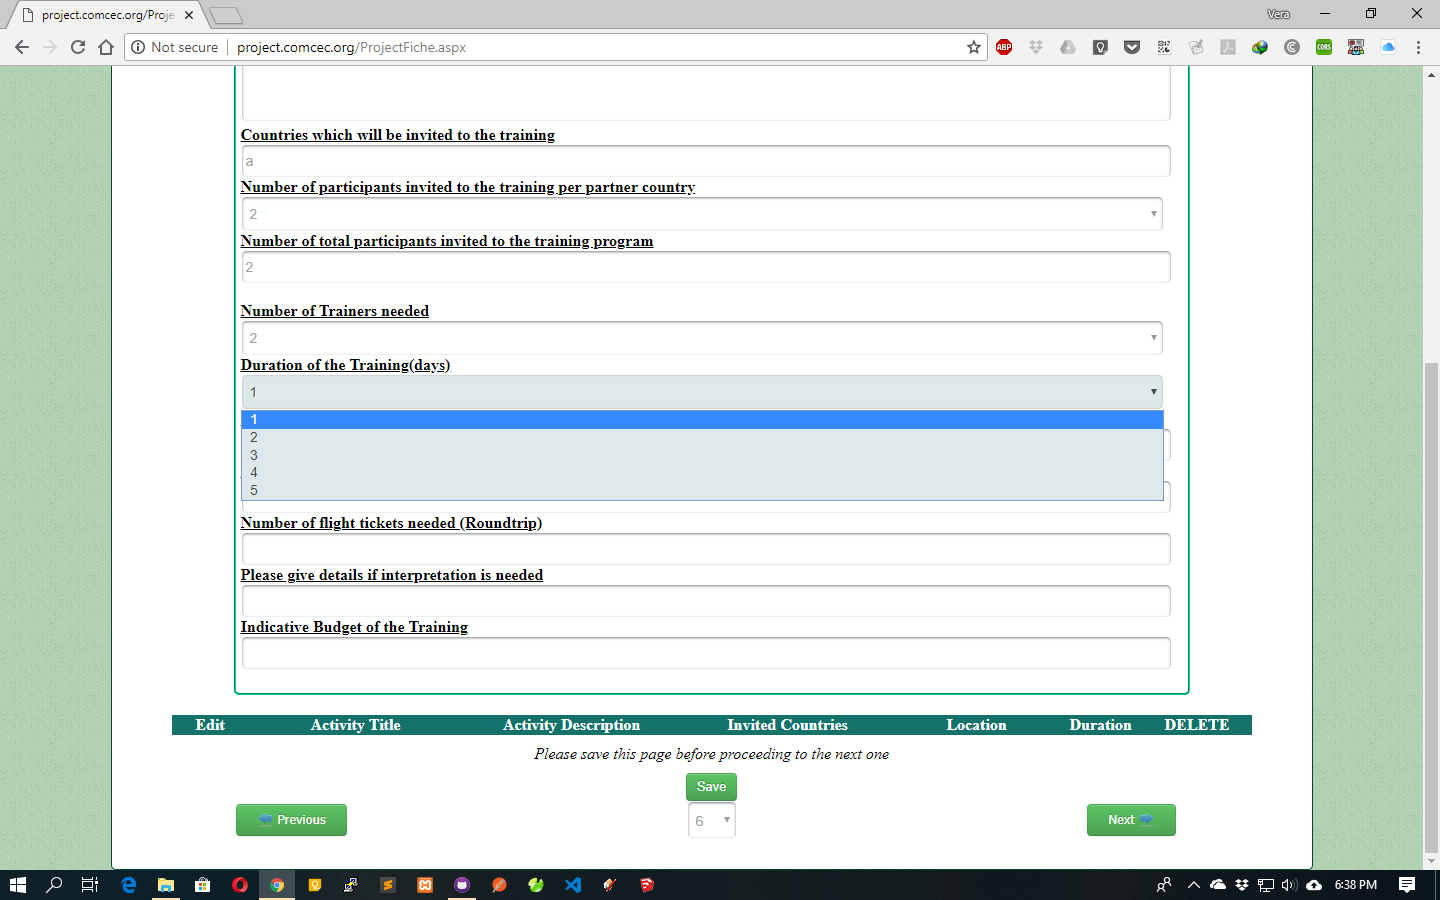 project.comcec.org/Proje
Vera
Not secure
project.comcec.org/ProjectFiche.aspx
ABP
CORS
Countries which will be invited to the training
a
Number of participants invited to the training per partner country
2
Number of total participants invited to the training program
2
Number of Trainers needed
2
Duration of the Training(days)
1
1
2
3
4
5
Number of flight tickets needed (Roundtrip)
Please give details if interpretation is needed
Indicative Budget of the Training
Edit Activity Title Activity Description Invited Countries Location Duration DELETE
Please save this page before proceeding to the next one
Save
Previous
6
Next
6:38 PM